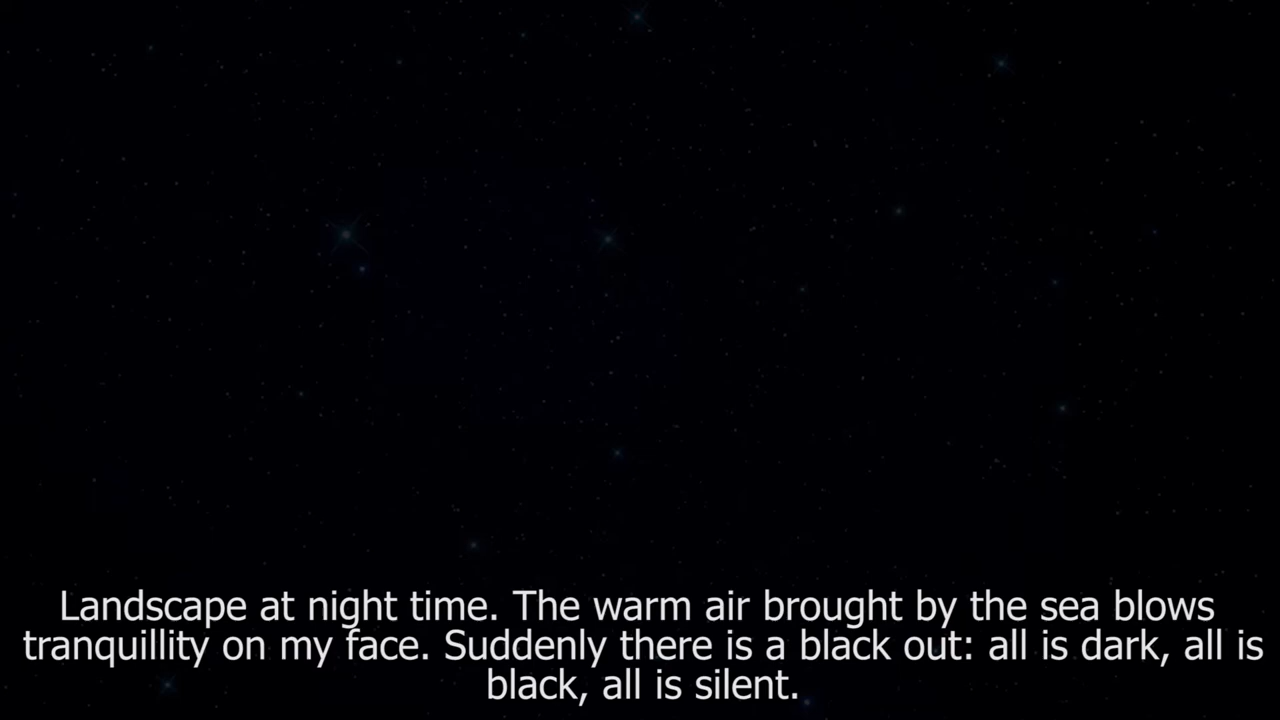 Landscape at night time. The warm air brought by the sea blows
tranquillity on my face. Suddenly there is a black out: all is dark, all is
black, all is silent.